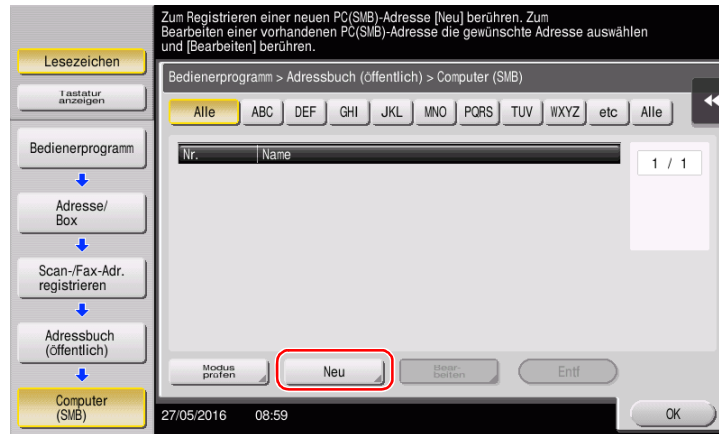 Zum Registrieren einer neuen PC(SMB)-Adresse [Neu] berühren. Zum
Bearbeiten einer vorhandenen PC(SMB)-Adresse die gewünschte Adresse auswählen
und [Bearbeiten] berühren.
Lesezeichen
Tastatur
anzeigen
Bedienerprogramm
Adresse/
Box
Scan-/Fax-Adr.
registrieren
Adressbuch
(öffentlich)
Computer
(SMB)
Bedienerprogramm > Adressbuch (öffentlich) > Computer (SMB)
Alle ABC DEF GHI JKL MNO PQRS TUV WXYZ etc Alle
Nr. Name
1 / 1
Modus
prüfen
Neu
Bear-
beiten
Entf
27/05/2016 08:59
OK